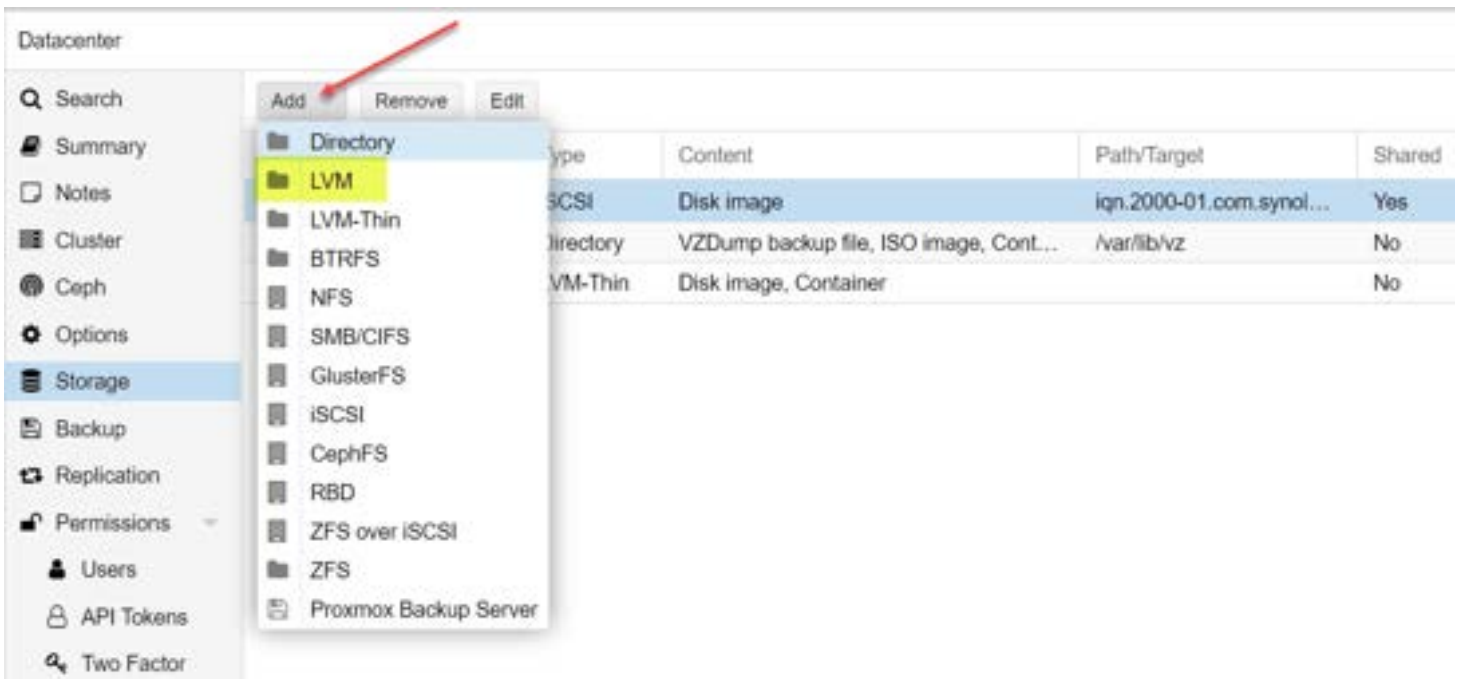 Datacenter
Search
Summary
Notes
Cluster
Ceph
Options
Storage
Backup
Replication
Permissions
Users
API Tokens
Two Factor
Add Remove Edit
Directory
LVM
LVM-Thin
BTRFS
NFS
SMB/CIFS
GlusterFS
iSCSI
CephFS
RBD
ZFS over iSCSI
ZFS
Proxmox Backup Server
ype Content Path/Target Shared
SCSI Disk image iqn.2000-01.com.synol... Yes
irectory VZDump backup file, ISO image, Cont... /var/lib/vz No
VM-Thin Disk image, Container No